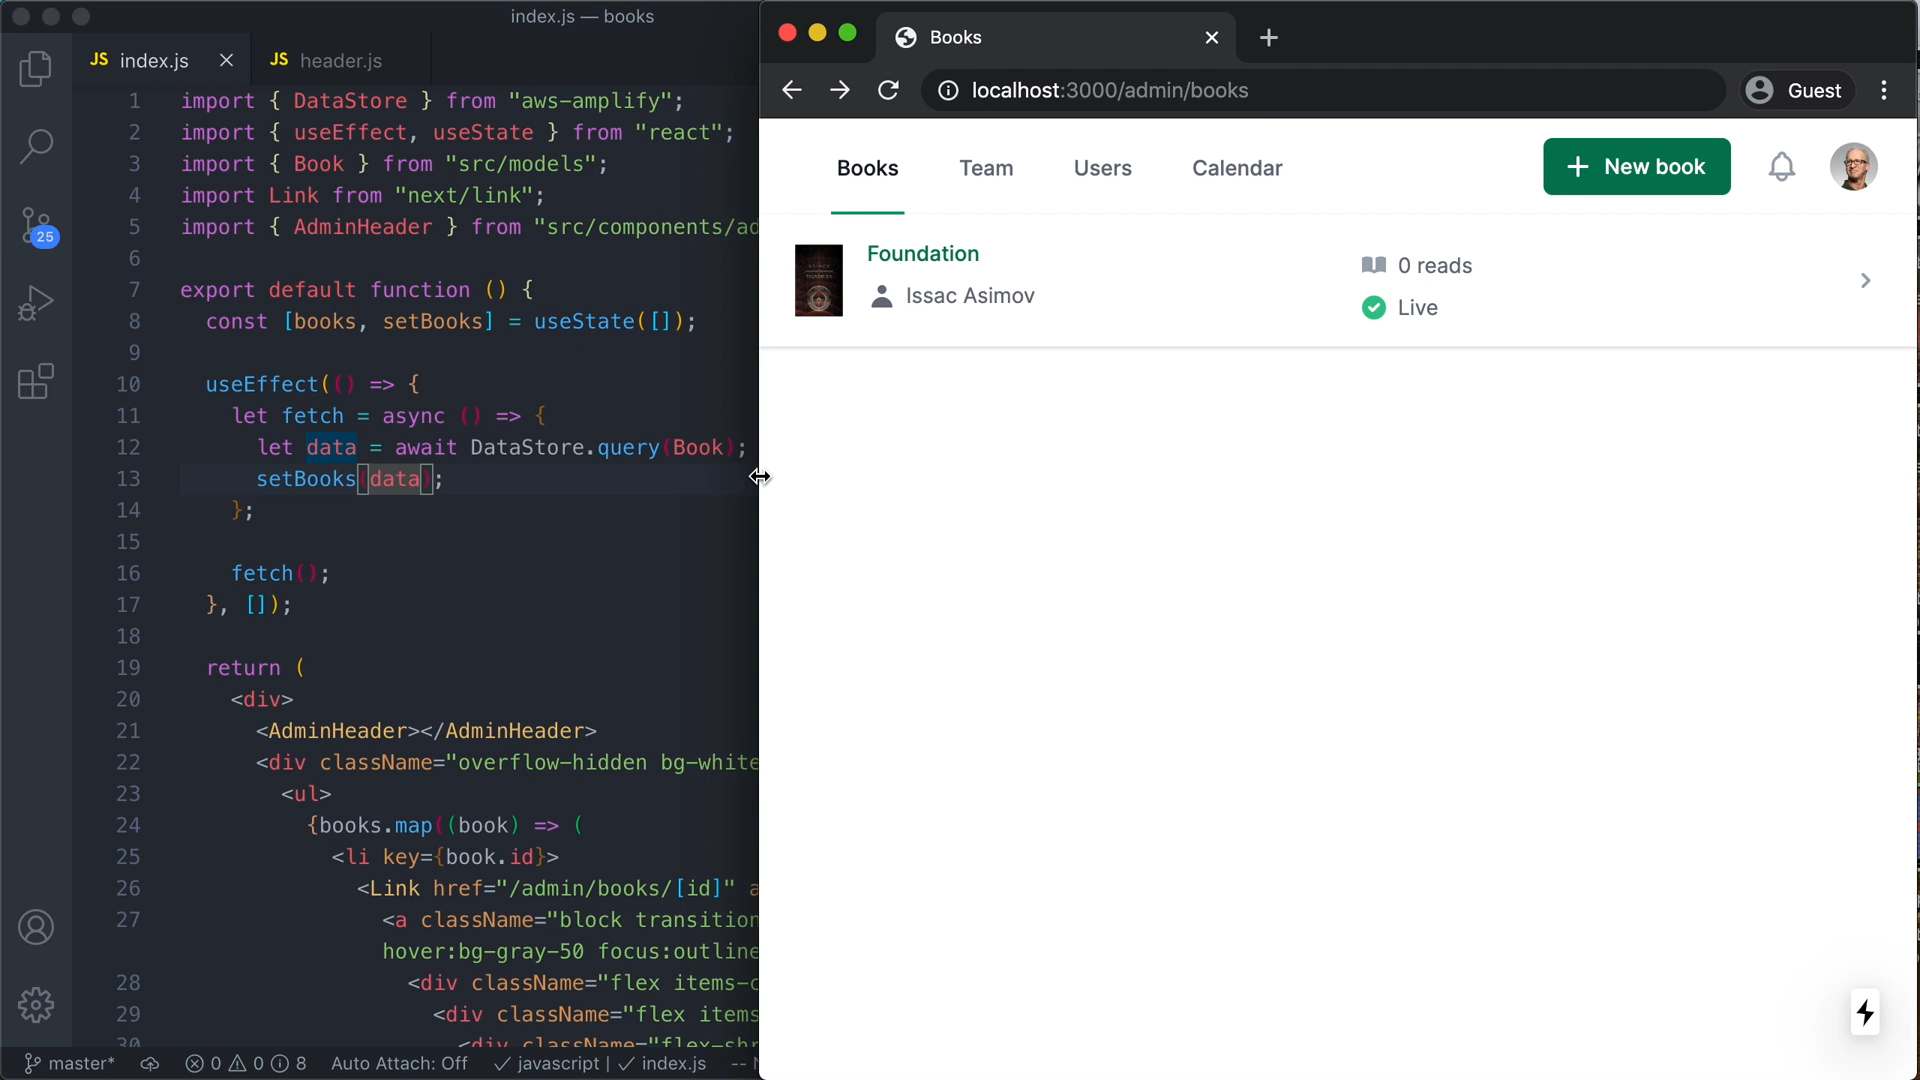 index.js — books
JS index.js
JS header.js
1 import { DataStore } from "aws-amplify";
2 import { useEffect, useState } from "react";
3 import { Book } from "src/models";
4 import Link from "next/link";
5 import { AdminHeader } from "src/components/ad
6
7 export default function () {
8 const [books, setBooks] = useState([]);
9
10 useEffect(() => {
11 let fetch = async () => {
12 let data = await DataStore.query(Book);
13 setBooks(data);
14 };
15
16 fetch();
17 }, []);
18
19 return (
20 <div>
21 <AdminHeader></AdminHeader>
22 <div className="overflow-hidden bg-white
23 <ul>
24 {books.map((book) => (
25 <li key={book.id}>
26 <Link href="/admin/books/[id]" a
27 <a className="block transition
hover:bg-gray-50 focus:outline
28 <div className="flex items-c
29 <div className="flex items
30 <div className="flex-shr
25
master* 0 0 8 Auto Attach: Off ✓ javascript | ✓ index.js --
Books
localhost:3000/admin/books
Guest
Books Team Users Calendar
+ New book
Foundation
Issac Asimov
0 reads
Live